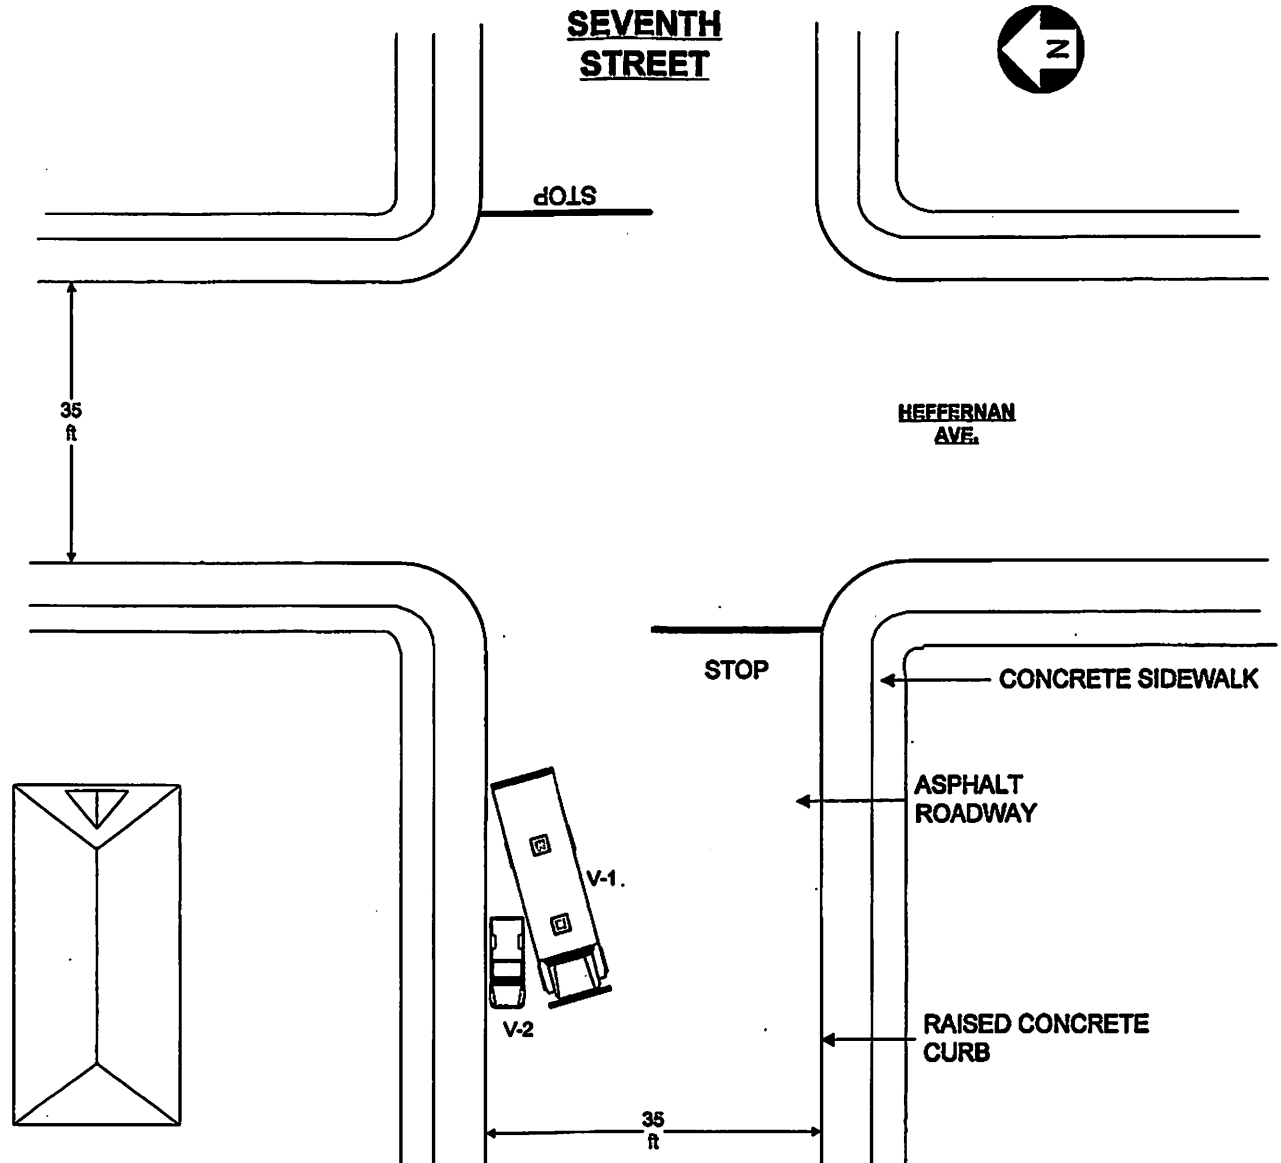 SEVENTH
STREET
N
STOP
35
ft
HEFFERNAN
AVE.
STOP
CONCRETE SIDEWALK
ASPHALT
ROADWAY
V-1.
V-2
RAISED CONCRETE
CURB
35
ft